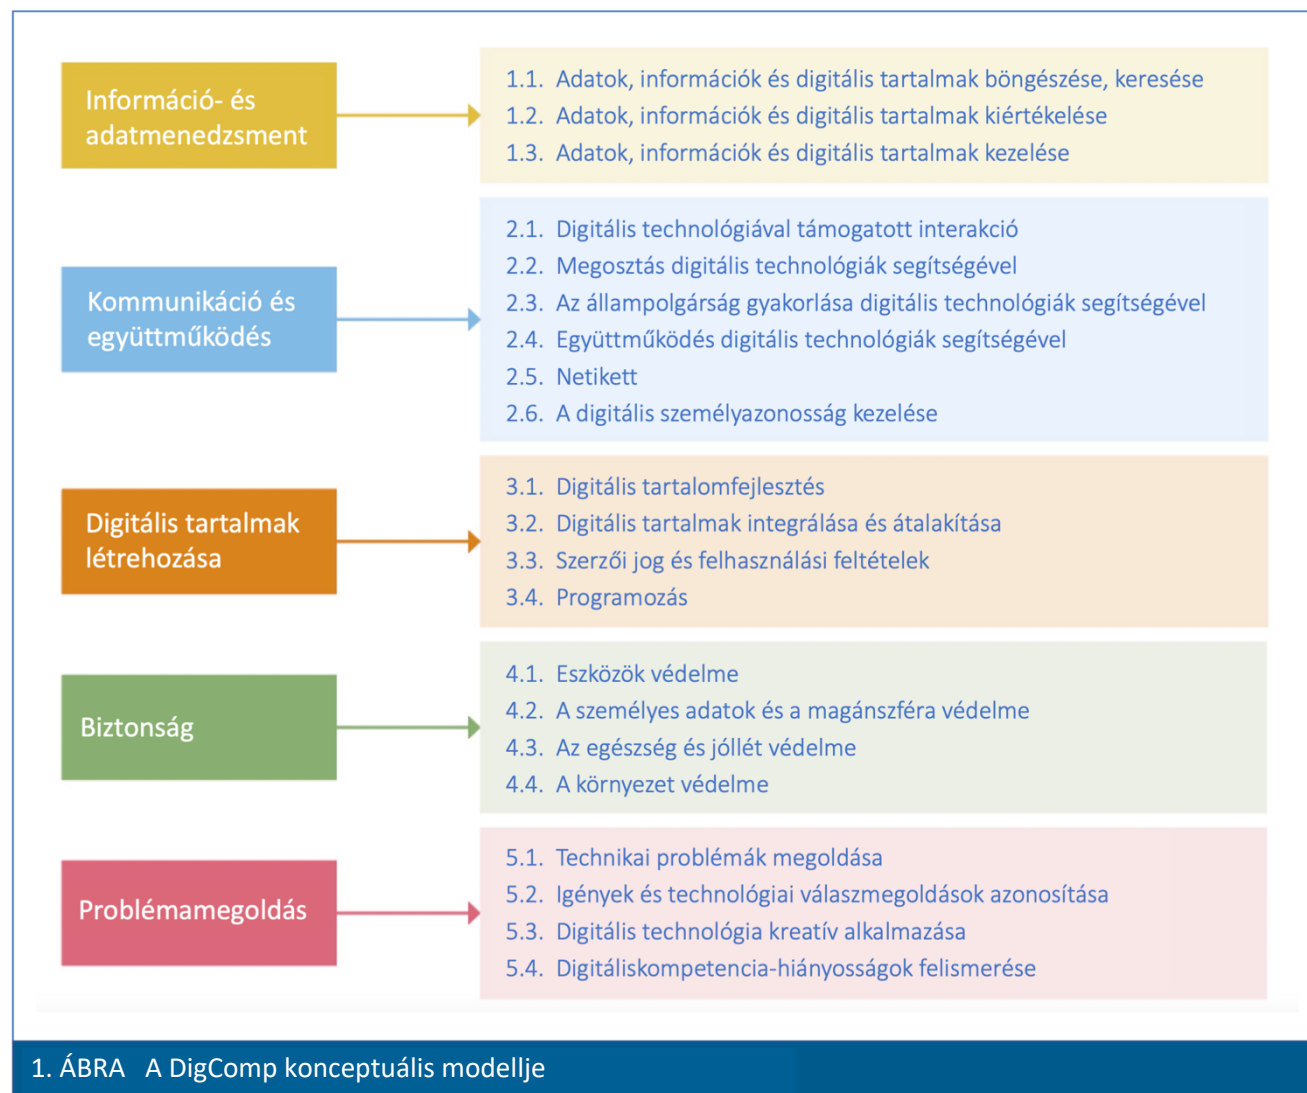 Információ- és
adatmenedzsment
1.1. Adatok, információk és digitális tartalmak böngészése, keresése
1.2. Adatok, információk és digitális tartalmak kiértékelése
1.3. Adatok, információk és digitális tartalmak kezelése
Kommunikáció és
együttműködés
2.1. Digitális technológiával támogatott interakció
2.2. Megosztás digitális technológiák segítségével
2.3. Az állampolgárság gyakorlása digitális technológiák segítségével
2.4. Együttműködés digitális technológiák segítségével
2.5. Netikett
2.6. A digitális személyazonosság kezelése
Digitális tartalmak
létrehozása
3.1. Digitális tartalomfejlesztés
3.2. Digitális tartalmak integrálása és átalakítása
3.3. Szerzői jog és felhasználási feltételek
3.4. Programozás
Biztonság
4.1. Eszközök védelme
4.2. A személyes adatok és a magánszféra védelme
4.3. Az egészség és jóllét védelme
4.4. A környezet védelme
Problémamegoldás
5.1. Technikai problémák megoldása
5.2. Igények és technológiai válaszmegoldások azonosítása
5.3. Digitális technológia kreatív alkalmazása
5.4. Digitáliskompetencia-hiányosságok felismerése
1. ÁBRA A DigComp konceptuális modellje